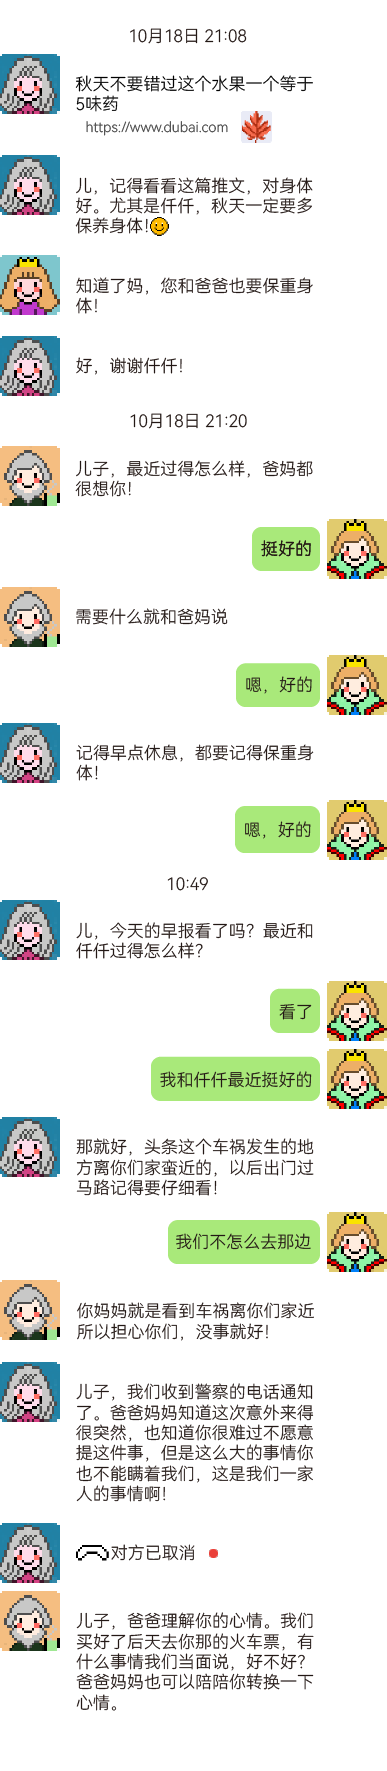 10月18日 21:08
秋天不要错过这个水果一个等于
5味药
https://www.dubai.com
儿，记得看看这篇推文，对身体
好。尤其是仟仟，秋天一定要多
保养身体!
知道了妈，您和爸爸也要保重身
体!
好，谢谢仟仟!
10月18日 21:20
儿子，最近过得怎么样，爸妈都
很想你!
挺好的
需要什么就和爸妈说
嗯，好的
记得早点休息，都要记得保重身
体!
嗯，好的
10:49
儿，今天的早报看了吗？最近和
仟仟过得怎么样？
看了
我和仟仟最近挺好的
那就好，头条这个车祸发生的地
方离你们家蛮近的，以后出门过
马路记得要仔细看!
我们不怎么去那边
你妈妈就是看到车祸离你们家近
所以担心你们，没事就好!
儿子，我们收到警察的电话通知
了。爸爸妈妈知道这次意外来得
很突然，也知道你很难过不愿意
提这件事，但是这么大的事情你
也不能瞒着我们，这是我们一家
人的事情啊!
对方已取消
儿子，爸爸理解你的心情。我们
买好了后天去你那的火车票，有
什么事情我们当面说，好不好？
爸爸妈妈也可以陪陪你转换一下
心情。